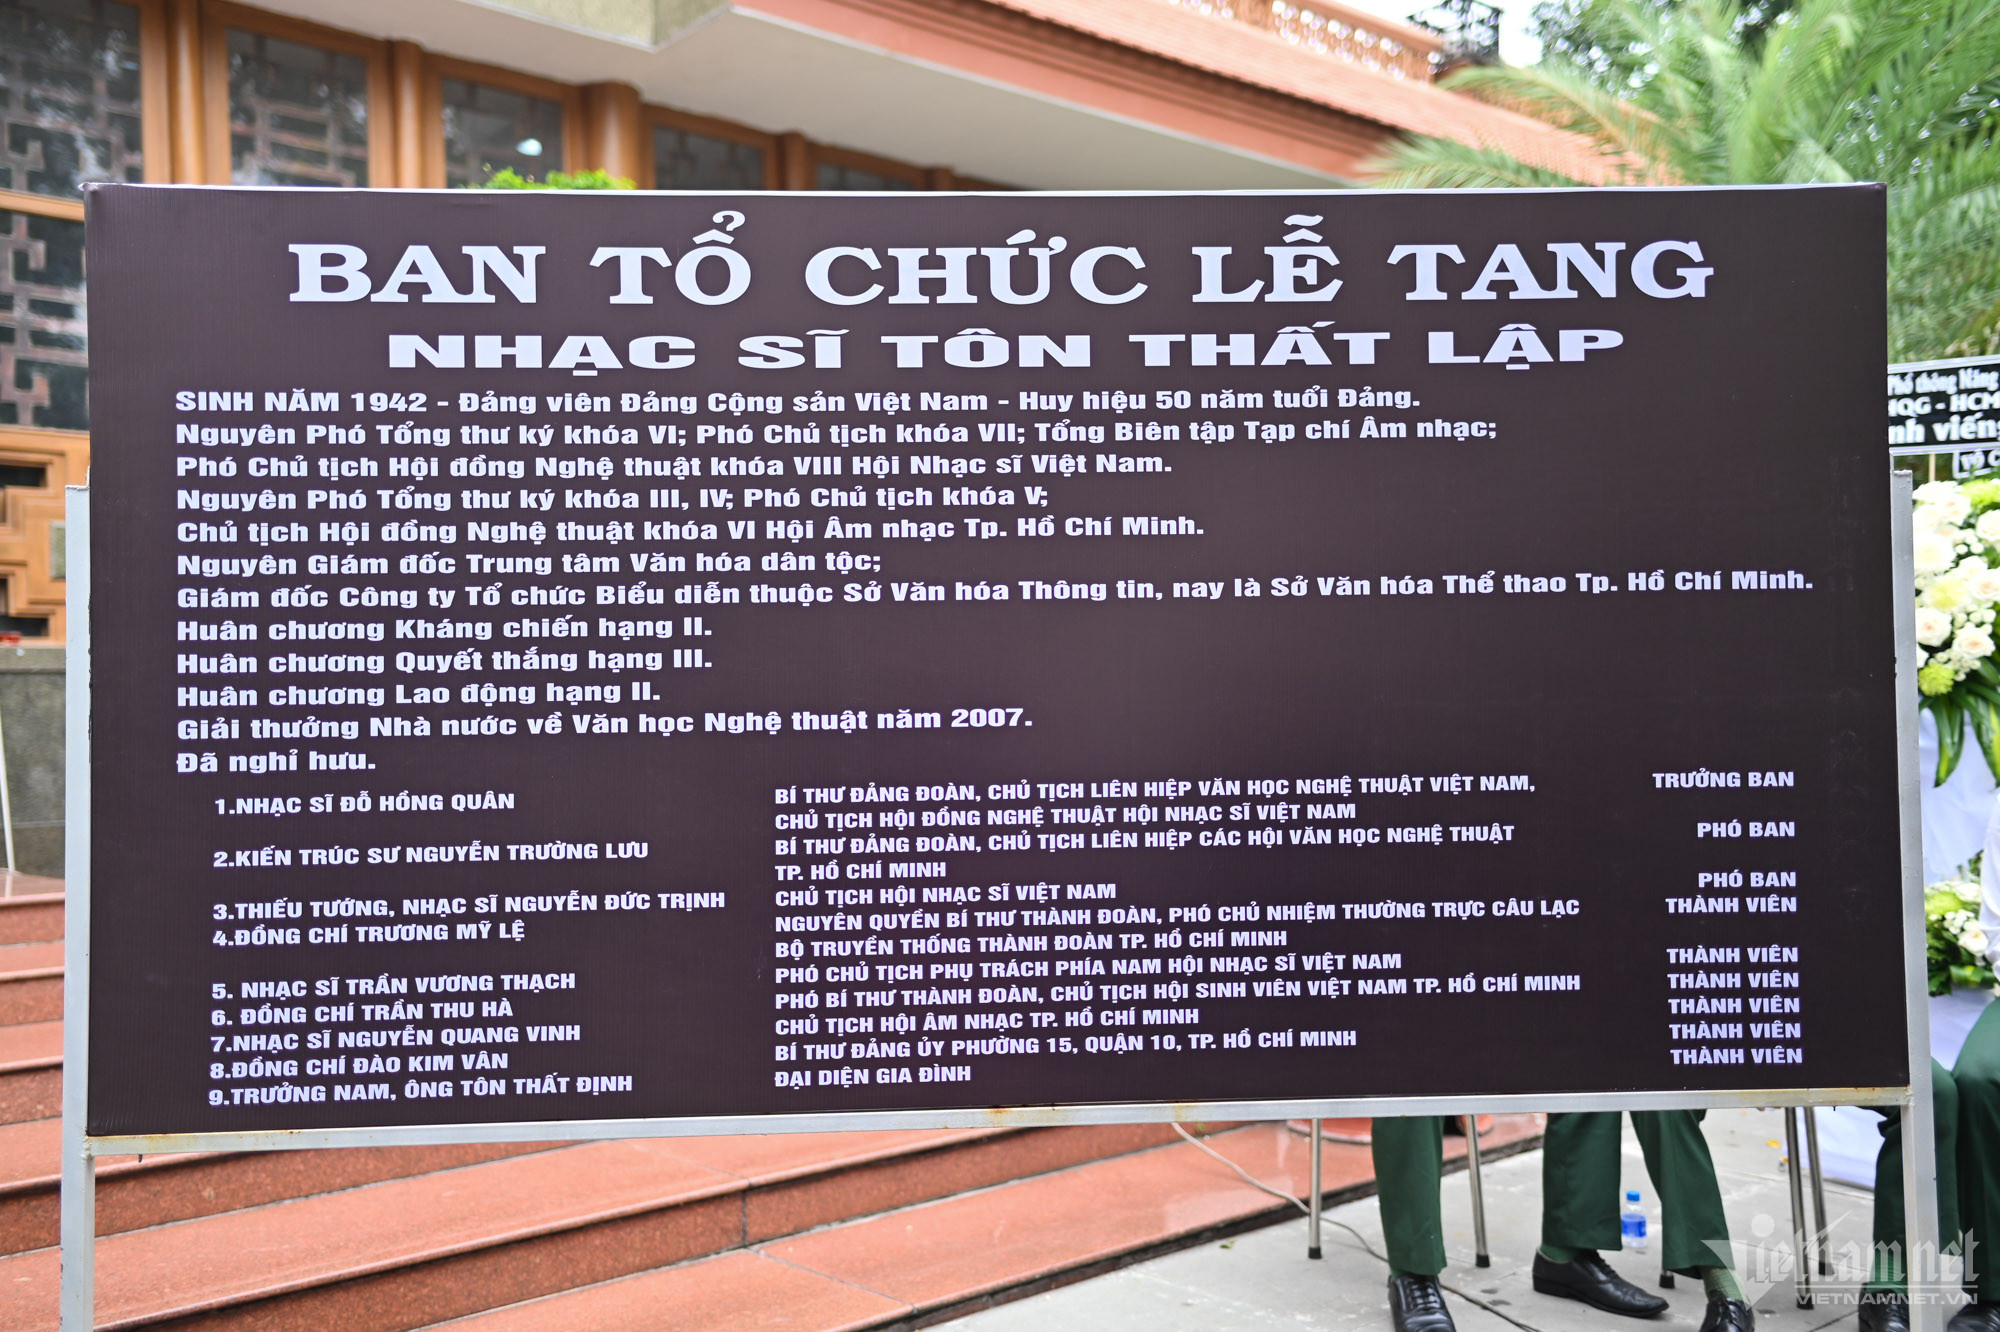 BAN TỔ CHỨC LỄ TANG
NHẠC SĨ TÔN THẤT LẬP
SINH NĂM 1942 - Đảng viên Đảng Cộng sản Việt Nam - Huy hiệu 50 năm tuổi Đảng.
Nguyên Phó Tổng thư ký khóa VI; Phó Chủ tịch khóa VII; Tổng Biên tập Tạp chí Âm nhạc;
Phó Chủ tịch Hội đồng Nghệ thuật khóa VIII Hội Nhạc sĩ Việt Nam.
Nguyên Phó Tổng thư ký khóa III, IV; Phó Chủ tịch khóa V;
Chủ tịch Hội đồng Nghệ thuật khóa VI Hội Âm nhạc Tp. Hồ Chí Minh.
Nguyên Giám đốc Trung tâm Văn hóa dân tộc;
Giám đốc Công ty Tổ chức Biểu diễn thuộc Sở Văn hóa Thông tin, nay là Sở Văn hóa Thể thao Tp. Hồ Chí Minh.
Huân chương Kháng chiến hạng II.
Huân chương Quyết thắng hạng III.
Huân chương Lao động hạng II.
Giải thưởng Nhà nước về Văn học Nghệ thuật năm 2007.
Đã nghỉ hưu.
1.NHẠC SĨ ĐỖ HỒNG QUÂN BÍ THƯ ĐẢNG ĐOÀN, CHỦ TỊCH LIÊN HIỆP VĂN HỌC NGHỆ THUẬT VIỆT NAM, TRƯỞNG BAN
CHỦ TỊCH HỘI ĐỒNG NGHỆ THUẬT HỘI NHẠC SĨ VIỆT NAM
2.KIẾN TRÚC SƯ NGUYỄN TRƯỜNG LƯU BÍ THƯ ĐẢNG ĐOÀN, CHỦ TỊCH LIÊN HIỆP CÁC HỘI VĂN HỌC NGHỆ THUẬT PHÓ BAN
TP. HỒ CHÍ MINH
3.THIẾU TƯỚNG, NHẠC SĨ NGUYỄN ĐỨC TRỊNH CHỦ TỊCH HỘI NHẠC SĨ VIỆT NAM PHÓ BAN
4.ĐỒNG CHÍ TRƯƠNG MỸ LỆ NGUYÊN QUYỀN BÍ THƯ THÀNH ĐOÀN, PHÓ CHỦ NHIỆM THƯỜNG TRỰC CÂU LẠC THÀNH VIÊN
BỘ TRUYỀN THỐNG THÀNH ĐOÀN TP. HỒ CHÍ MINH
5. NHẠC SĨ TRẦN VƯƠNG THẠCH PHÓ CHỦ TỊCH PHỤ TRÁCH PHÍA NAM HỘI NHẠC SĨ VIỆT NAM THÀNH VIÊN
6. ĐỒNG CHÍ TRẦN THU HÀ PHÓ BÍ THƯ THÀNH ĐOÀN, CHỦ TỊCH HỘI SINH VIÊN VIỆT NAM TP. HỒ CHÍ MINH THÀNH VIÊN
7.NHẠC SĨ NGUYỄN QUANG VINH CHỦ TỊCH HỘI ÂM NHẠC TP. HỒ CHÍ MINH THÀNH VIÊN
8.ĐỒNG CHÍ ĐÀO KIM VÂN BÍ THƯ ĐẢNG ỦY PHƯỜNG 15, QUẬN 10, TP. HỒ CHÍ MINH THÀNH VIÊN
9.TRƯỞNG NAM, ÔNG TÔN THẤT ĐỊNH ĐẠI DIỆN GIA ĐÌNH THÀNH VIÊN
Phổ thông Năng
HQG - HCM
nh viếng
Vietnam.net
VIETNAMNET.VN